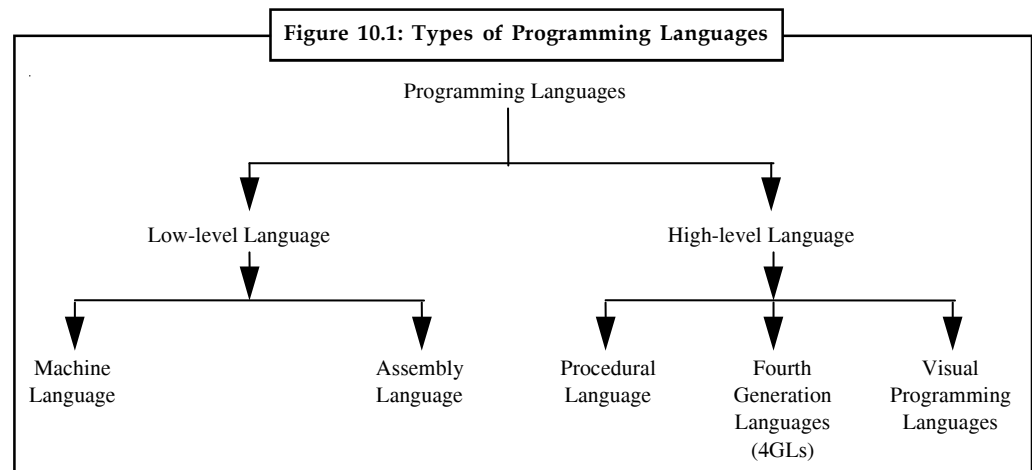 Figure 10.1: Types of Programming Languages
Programming Languages
Low-level Language
High-level Language
Machine
Language
Assembly
Language
Procedural
Language
Fourth
Generation
Languages
(4GLs)
Visual
Programming
Languages